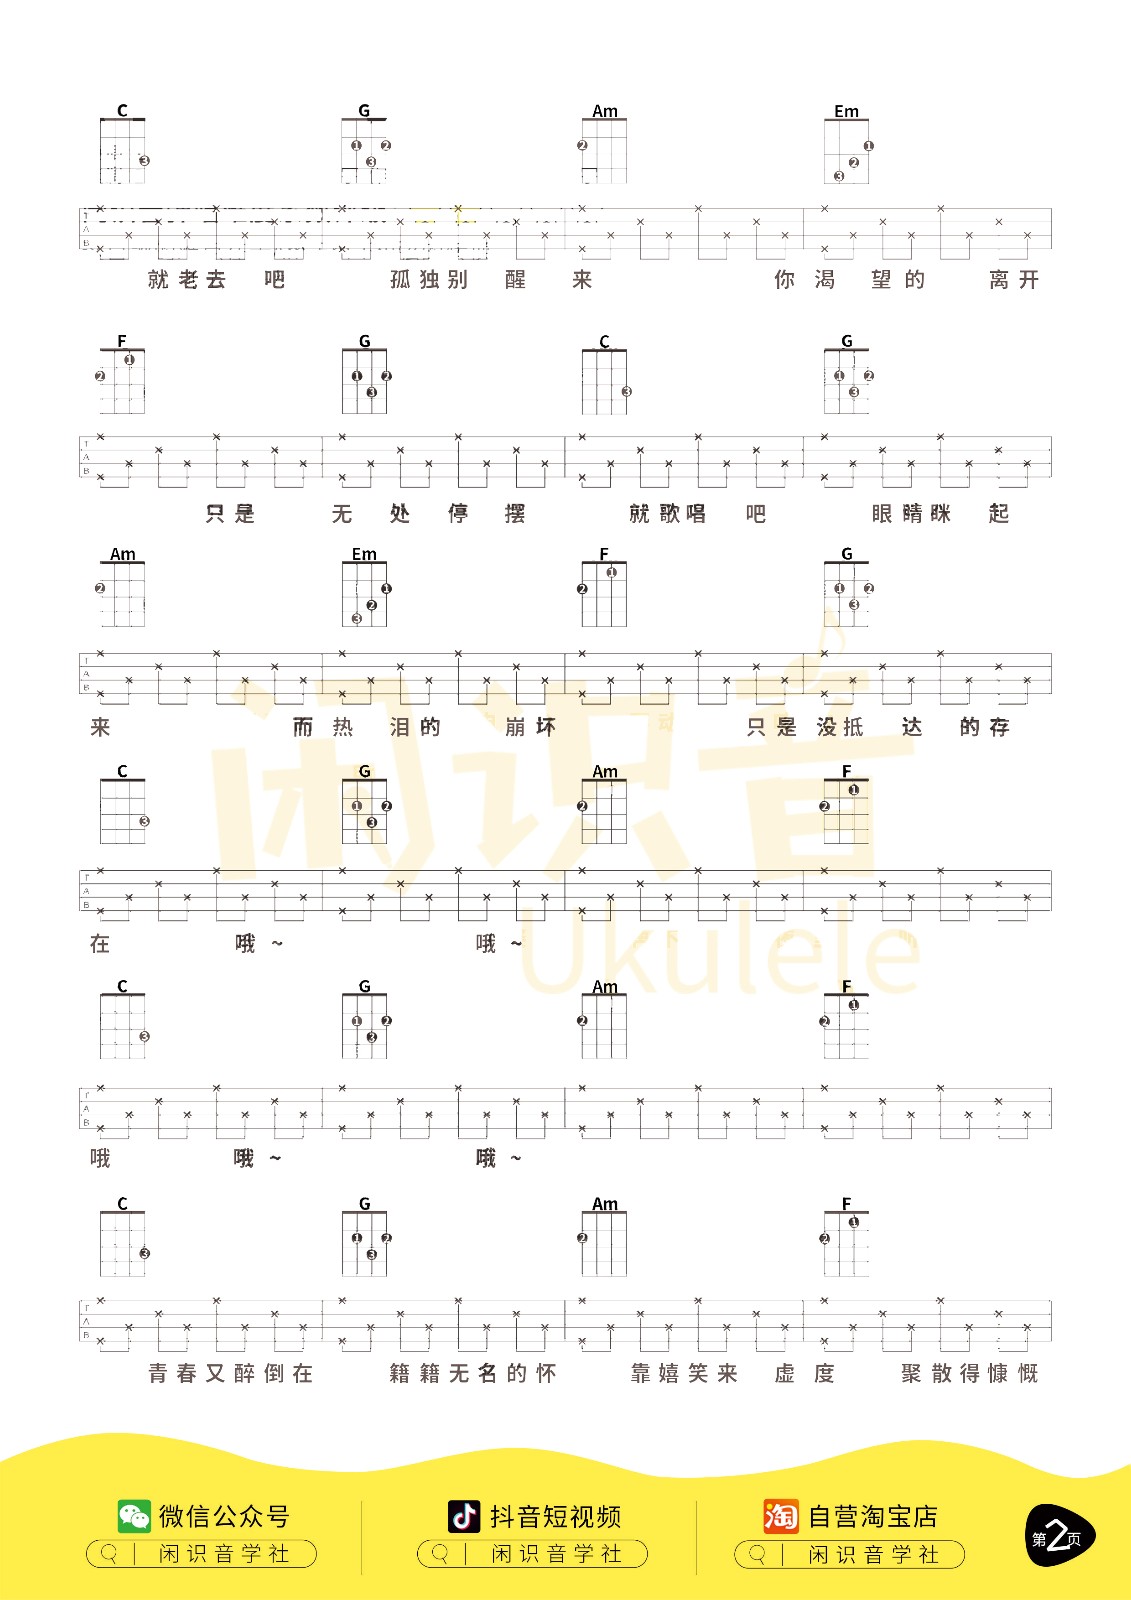 C G Am Em
T
A
B
就老去 吧 孤独别 醒 来 你 渴 望的 离开
F G C G
T
A
B
只是 无 处 停 摆 就歌唱 吧 眼睛眯 起
Am Em F G
T
A
B
来 而热 泪的 崩坏 只是没抵 达 的存
C G Am F
T
A
B
在 哦~ 哦~
C G Am F
T
A
B
哦 哦~ 哦~
C G Am F
T
A
B
青春又醉倒在 籍籍无名的怀 靠嬉笑来 虚度 聚散得慷慨
闲识音
Ukulele
微信公众号 抖音短视频 淘 自营淘宝店
闲识音学社 闲识音学社 闲识音学社
第2页